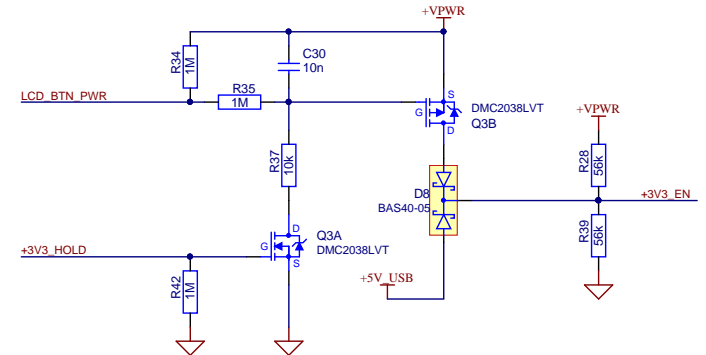 +VPWR
R34
1M
C30
10n
LCD_BTN_PWR
R35
1M
S
G
D
DMC2038LVT
Q3B
+VPWR
R37
10k
R28
56k
D8
BAS40-05
+3V3_EN
R39
56k
D
G
S
Q3A
DMC2038LVT
+3V3_HOLD
R42
1M
+5V_USB